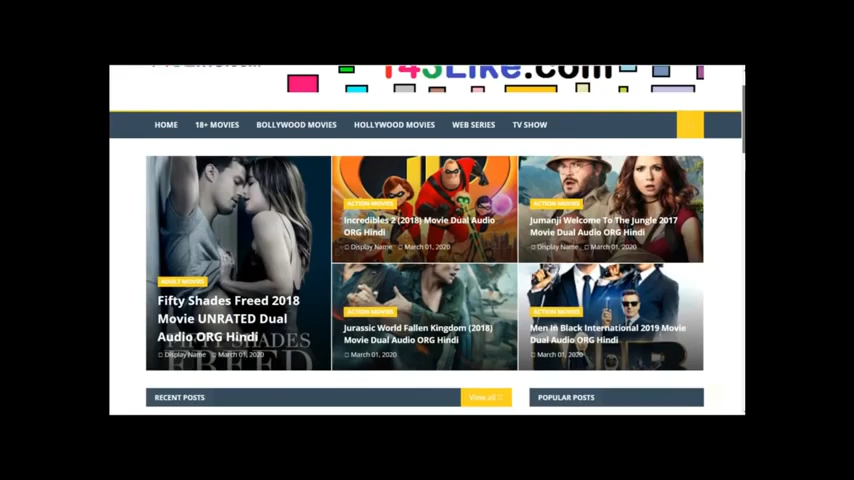 143Like.com
HOME 18+ MOVIES BOLLYWOOD MOVIES HOLLYWOOD MOVIES WEB SERIES TV SHOW
ADULT MOVIES
Fifty Shades Freed 2018
Movie UNRATED Dual
Audio ORG Hindi
Display Name March 01, 2020
FIFTY SHADES
FREED
ACTION MOVIES
Incredibles 2 (2018) Movie Dual Audio
ORG Hindi
Display Name March 01, 2020
ACTION MOVIES
Jumanji Welcome To The Jungle 2017
Movie Dual Audio ORG Hindi
Display Name March 01, 2020
ACTION MOVIES
Jurassic World Fallen Kingdom (2018)
Movie Dual Audio ORG Hindi
March 01, 2020
ACTION MOVIES
Men In Black International 2019 Movie
Dual Audio ORG Hindi
March 01, 2020
RECENT POSTS View all
POPULAR POSTS